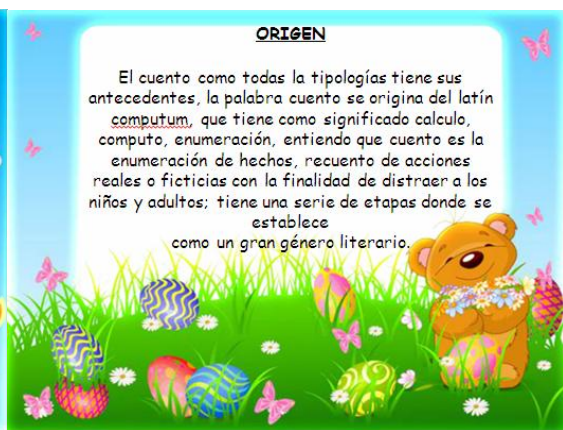 ORIGEN
El cuento como todas la tipologías tiene sus
antecedentes, la palabra cuento se origina del latín
computum, que tiene como significado calculo,
computo, enumeración, entiendo que cuento es la
enumeración de hechos, recuento de acciones
reales o ficticias con la finalidad de distraer a los
niños y adultos; tiene una serie de etapas donde se
establece
como un gran género literario.